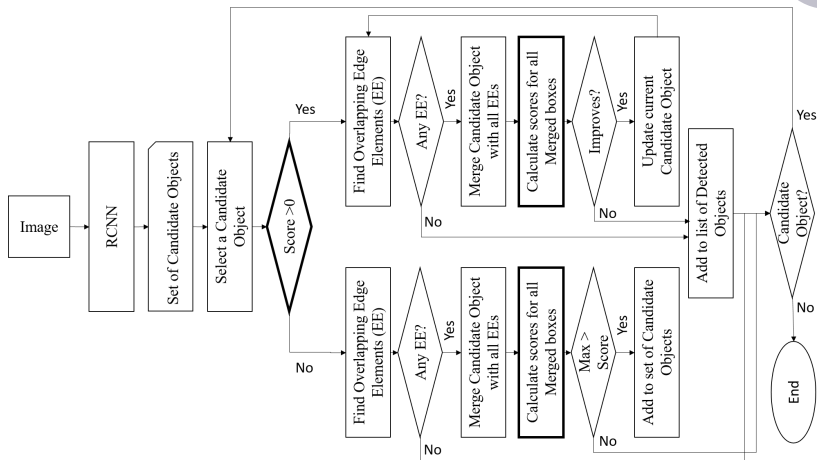 Image
RCNN
Set of Candidate Objects
Select a Candidate
Object
Score >0
Yes
Find Overlapping Edge
Elements (EE)
Any EE?
Yes
No
Merge Candidate Object
with all EEs
Calculate scores for all
Merged boxes
Improves?
Yes
No
Update current
Candidate Object
No
Find Overlapping Edge
Elements (EE)
Any EE?
Yes
No
Merge Candidate Object
with all EEs
Calculate scores for all
Merged boxes
Max >
Score
Yes
No
Add to set of Candidate
Objects
Add to list of Detected
Objects
Candidate
Object?
Yes
No
End